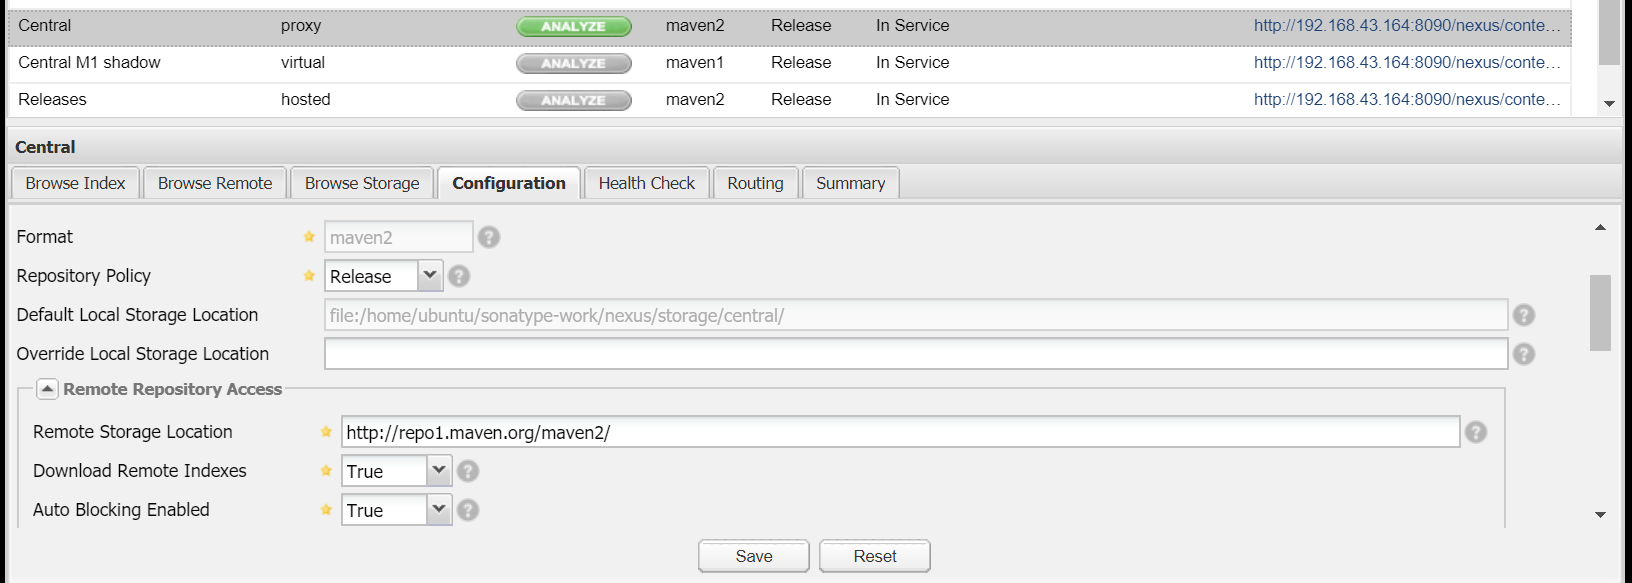 Central proxy ANALYZE maven2 Release In Service http://192.168.43.164:8090/nexus/conte...
Central M1 shadow virtual ANALYZE maven1 Release In Service http://192.168.43.164:8090/nexus/conte...
Releases hosted ANALYZE maven2 Release In Service http://192.168.43.164:8090/nexus/conte...
Central
Browse Index Browse Remote Browse Storage Configuration Health Check Routing Summary
Format maven2 ?
Repository Policy Release ?
Default Local Storage Location file:/home/ubuntu/sonatype-work/nexus/storage/central/ ?
Override Local Storage Location ?
Remote Repository Access
Remote Storage Location http://repo1.maven.org/maven2/ ?
Download Remote Indexes True ?
Auto Blocking Enabled True ?
Save Reset